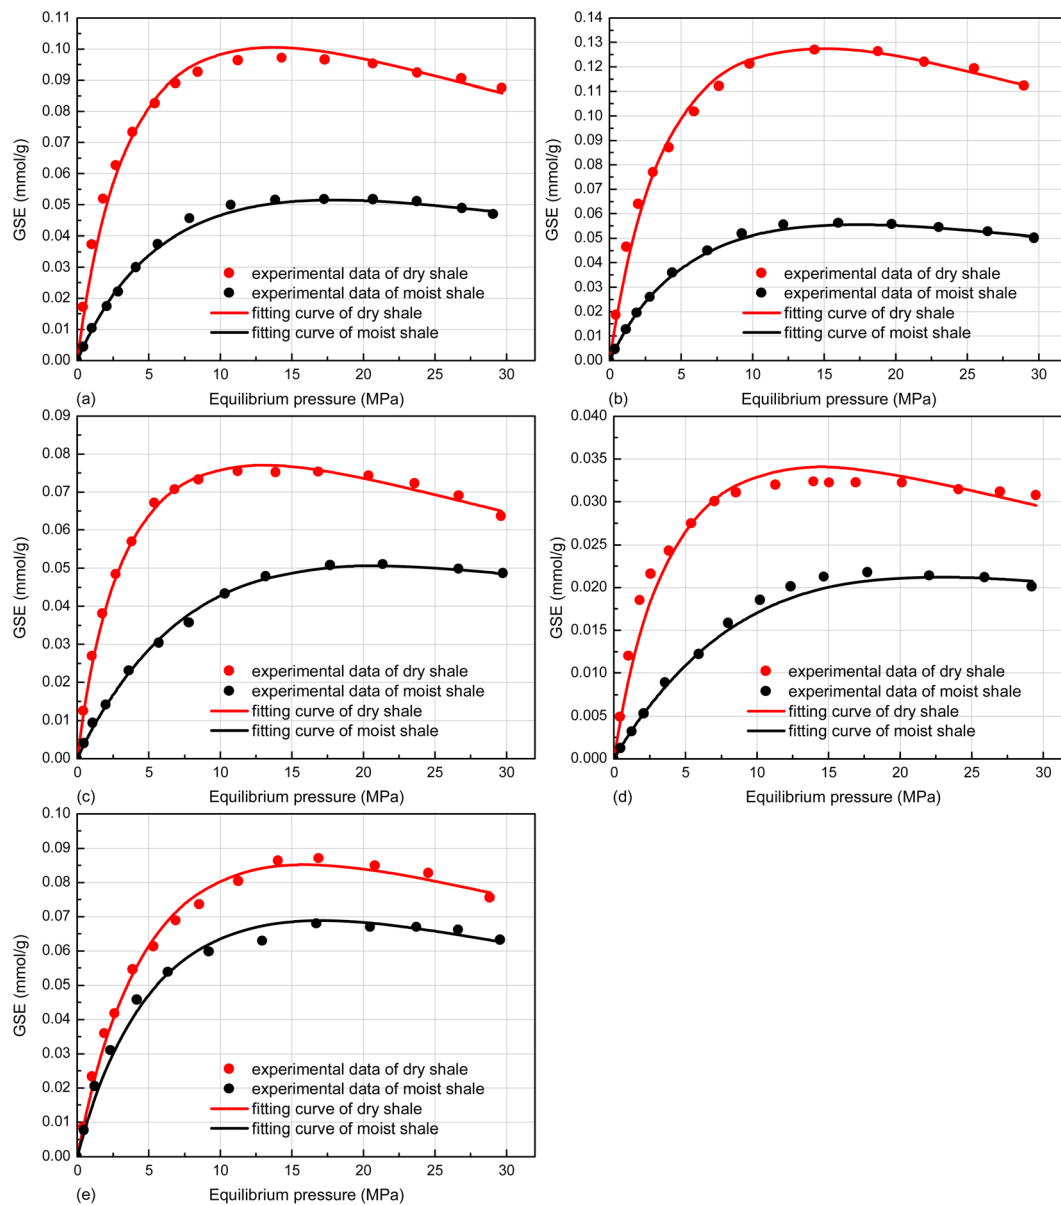 0.11
0.10
0.09
0.08
0.07
0.06
0.05
0.04
0.03
0.02
0.01
0.00
GSE (mmol/g)
experimental data of dry shale
experimental data of moist shale
fitting curve of dry shale
fitting curve of moist shale
0 5 10 15 20 25 30
(a) Equilibrium pressure (MPa)
0.14
0.13
0.12
0.11
0.10
0.09
0.08
0.07
0.06
0.05
0.04
0.03
0.02
0.01
0.00
GSE (mmol/g)
experimental data of dry shale
experimental data of moist shale
fitting curve of dry shale
fitting curve of moist shale
0 5 10 15 20 25 30
(b) Equilibrium pressure (MPa)
0.09
0.08
0.07
0.06
0.05
0.04
0.03
0.02
0.01
0.00
GSE (mmol/g)
experimental data of dry shale
experimental data of moist shale
fitting curve of dry shale
fitting curve of moist shale
0 5 10 15 20 25 30
(c) Equilibrium pressure (MPa)
0.040
0.035
0.030
0.025
0.020
0.015
0.010
0.005
0.000
GSE (mmol/g)
experimental data of dry shale
experimental data of moist shale
fitting curve of dry shale
fitting curve of moist shale
0 5 10 15 20 25 30
(d) Equilibrium pressure (MPa)
0.10
0.09
0.08
0.07
0.06
0.05
0.04
0.03
0.02
0.01
0.00
GSE (mmol/g)
experimental data of dry shale
experimental data of moist shale
fitting curve of dry shale
fitting curve of moist shale
0 5 10 15 20 25 30
(e) Equilibrium pressure (MPa)